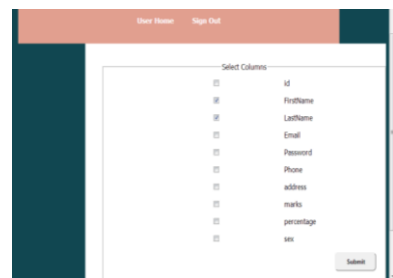 User Home Sign Out
Select Columns
id
FirstName
LastName
Email
Password
Phone
address
marks
percentage
sex
Submit